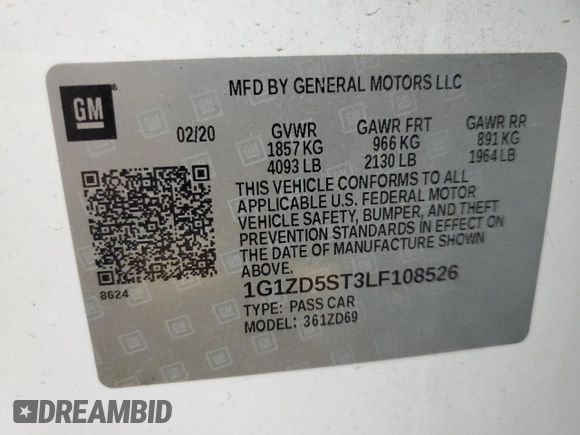 GM
MFD BY GENERAL MOTORS LLC
02/20
GVWR
1857 KG
4093 LB
GAWR FRT
966 KG
2130 LB
GAWR RR
891 KG
1964 LB
THIS VEHICLE CONFORMS TO ALL
APPLICABLE U.S. FEDERAL MOTOR
VEHICLE SAFETY, BUMPER, AND THEFT
PREVENTION STANDARDS IN EFFECT ON
THE DATE OF MANUFACTURE SHOWN
ABOVE.
8624
1G1ZD5ST3LF108526
TYPE: PASS CAR
MODEL: 361ZD69
DREAMBID